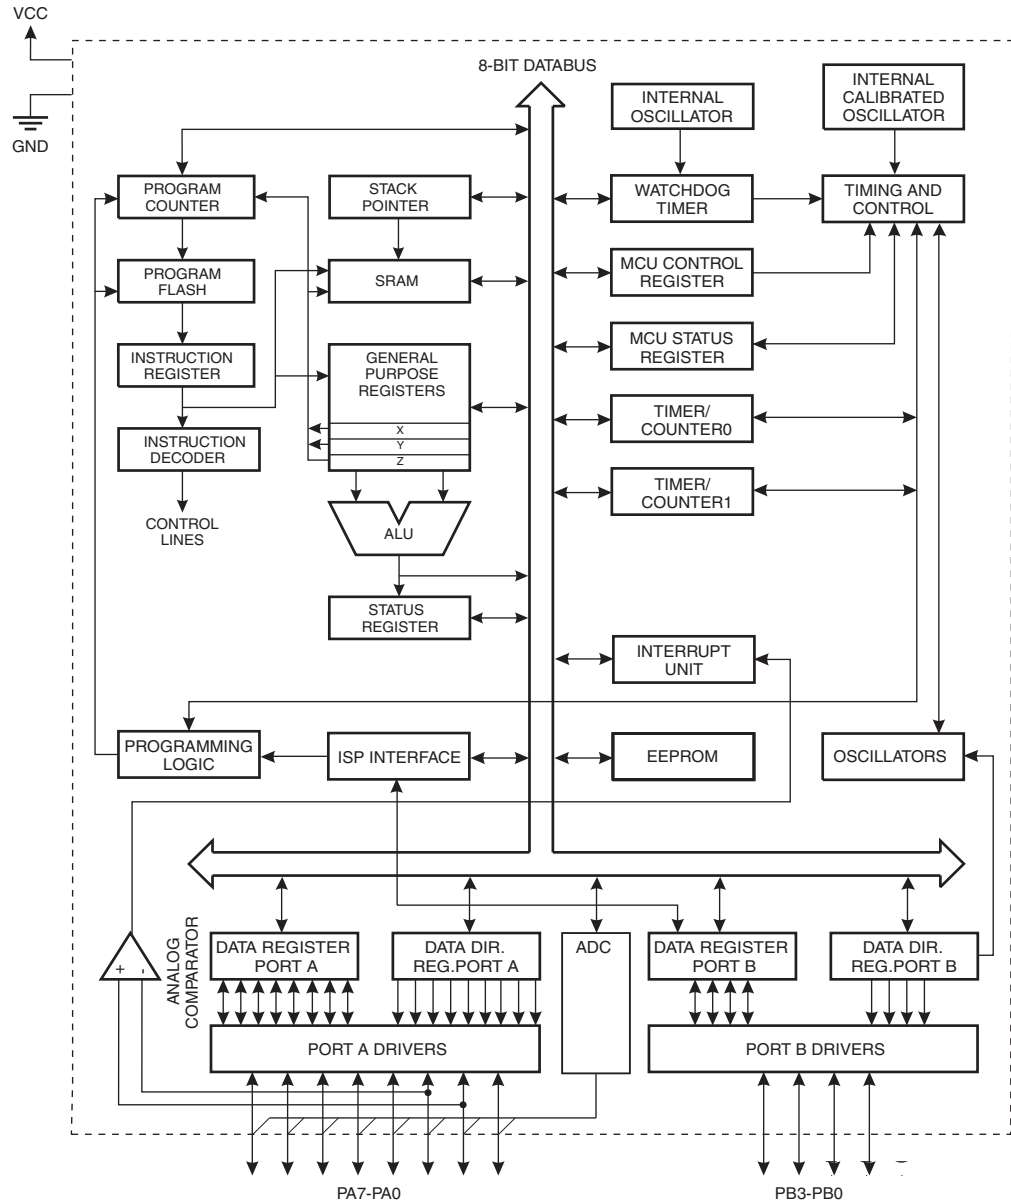 VCC
GND
8-BIT DATABUS
INTERNAL
OSCILLATOR
INTERNAL
CALIBRATED
OSCILLATOR
PROGRAM
COUNTER
STACK
POINTER
WATCHDOG
TIMER
TIMING AND
CONTROL
PROGRAM
FLASH
SRAM
MCU CONTROL
REGISTER
INSTRUCTION
REGISTER
GENERAL
PURPOSE
REGISTERS
X
Y
Z
MCU STATUS
REGISTER
INSTRUCTION
DECODER
TIMER/
COUNTER0
TIMER/
COUNTER1
CONTROL
LINES
ALU
STATUS
REGISTER
INTERRUPT
UNIT
PROGRAMMING
LOGIC
ISP INTERFACE
EEPROM
OSCILLATORS
ANALOG
COMPARATOR
+
-
DATA REGISTER
PORT A
DATA DIR.
REG.PORT A
ADC
DATA REGISTER
PORT B
DATA DIR.
REG.PORT B
PORT A DRIVERS
PORT B DRIVERS
PA7-PA0
PB3-PB0